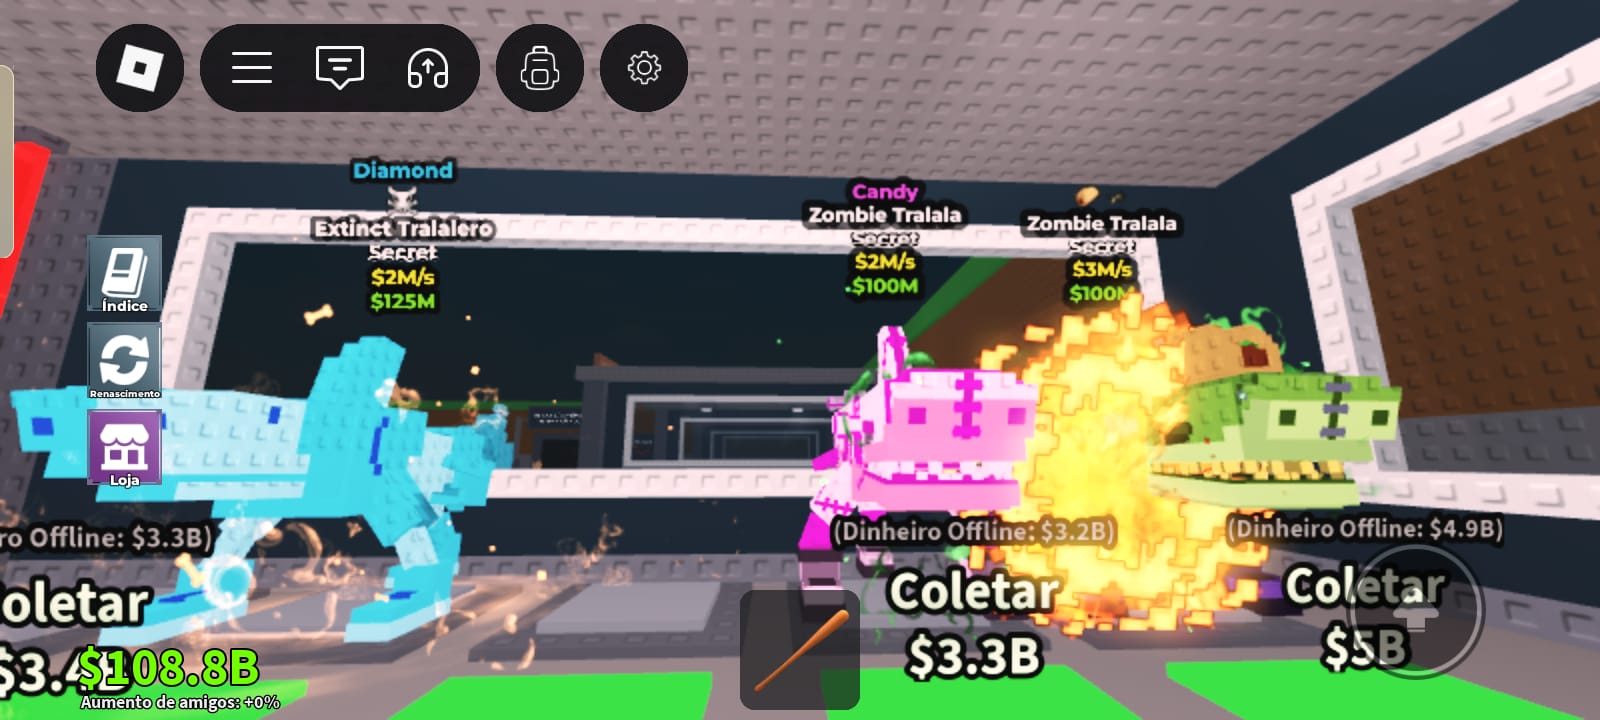 Diamond
Extinct Tralalero
Secret
$2M/s
$125M
Candy
Zombie Tralala
Secret
$2M/s
$100M
Zombie Tralala
Secret
$3M/s
$100M
Índice
Renascimento
Loja
ro Offline: $3.3B)
(Dinheiro Offline: $3.2B)
(Dinheiro Offline: $4.9B)
oletar
Coletar
$3.3B
Coletar
$5B
$108.8B
Aumento de amigos: +0%